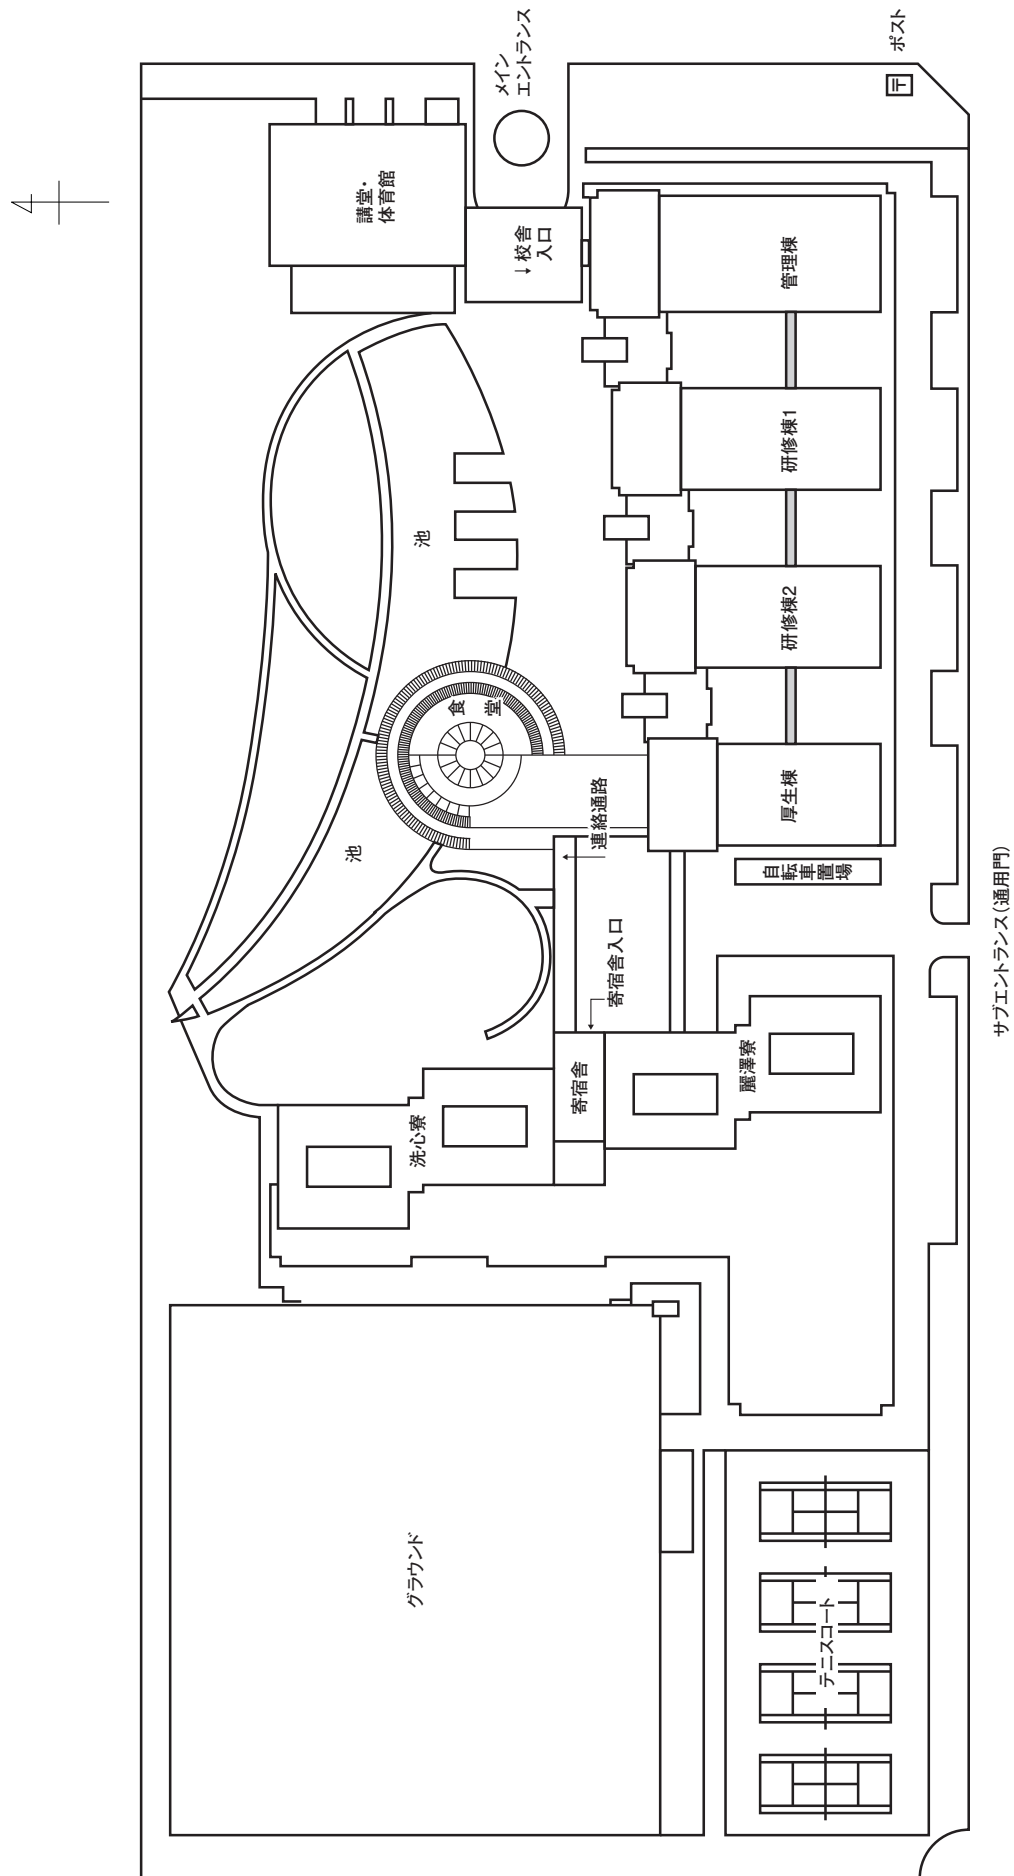 メイン
エントランス
ポスト
〒
講堂・
体育館
↓校舎
入口
管理棟
研修棟1
研修棟2
厚生棟
池
食堂
池
連絡通路
自転車置場
寄宿舎入口
サブエントランス(通用門)
寄宿舎
麗澤寮
洗心寮
グラウンド
テニスコート